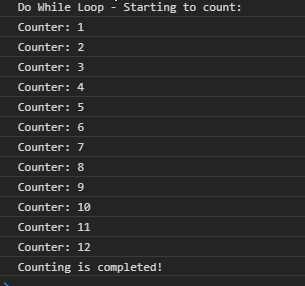 Do While Loop - Starting to count:
Counter: 1
Counter: 2
Counter: 3
Counter: 4
Counter: 5
Counter: 6
Counter: 7
Counter: 8
Counter: 9
Counter: 10
Counter: 11
Counter: 12
Counting is completed!